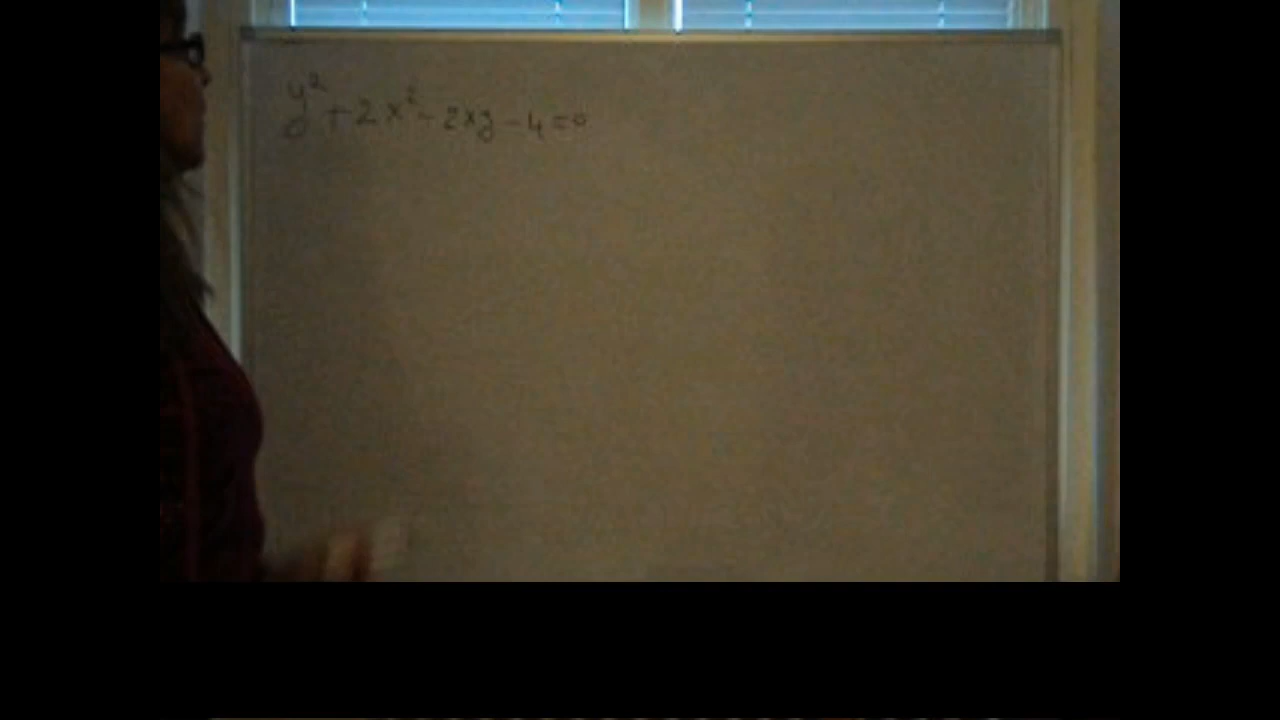 y² + 2x² - 2xy - 4 = 0